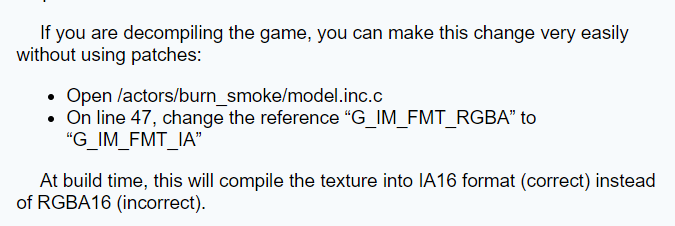 If you are decompiling the game, you can make this change very easily
without using patches:
• Open /actors/burn_smoke/model.inc.c
• On line 47, change the reference “G_IM_FMT_RGBA” to
“G_IM_FMT_IA”
At build time, this will compile the texture into IA16 format (correct) instead
of RGBA16 (incorrect).